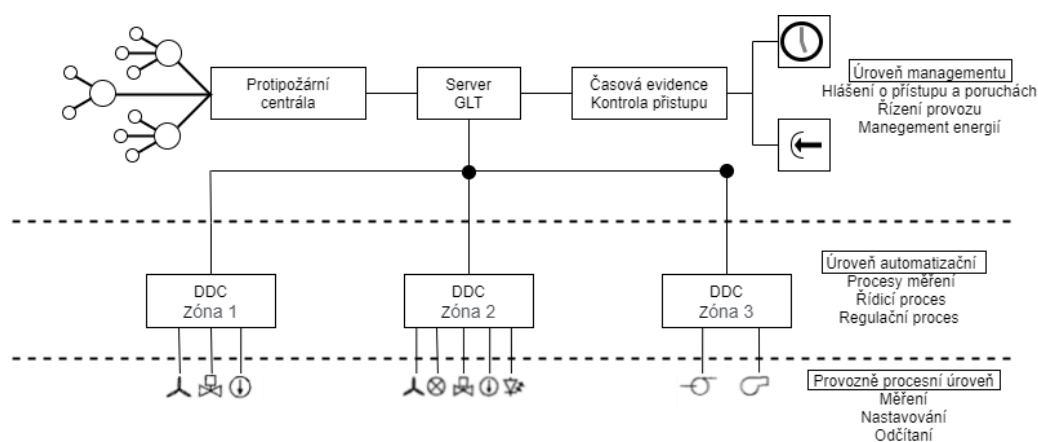 Protipožární
centrála
Server
GLT
Časová evidence
Kontrola přistupu
Úroveň managementu
Hlášení o přístupu a poruchách
Řízení provozu
Manegement energií
DDC
Zóna 1
DDC
Zóna 2
DDC
Zóna 3
Úroveň automatizační
Procesy měření
Řídicí proces
Regulační proces
Provozně procesní úroveň
Měření
Nastavování
Odčítaní